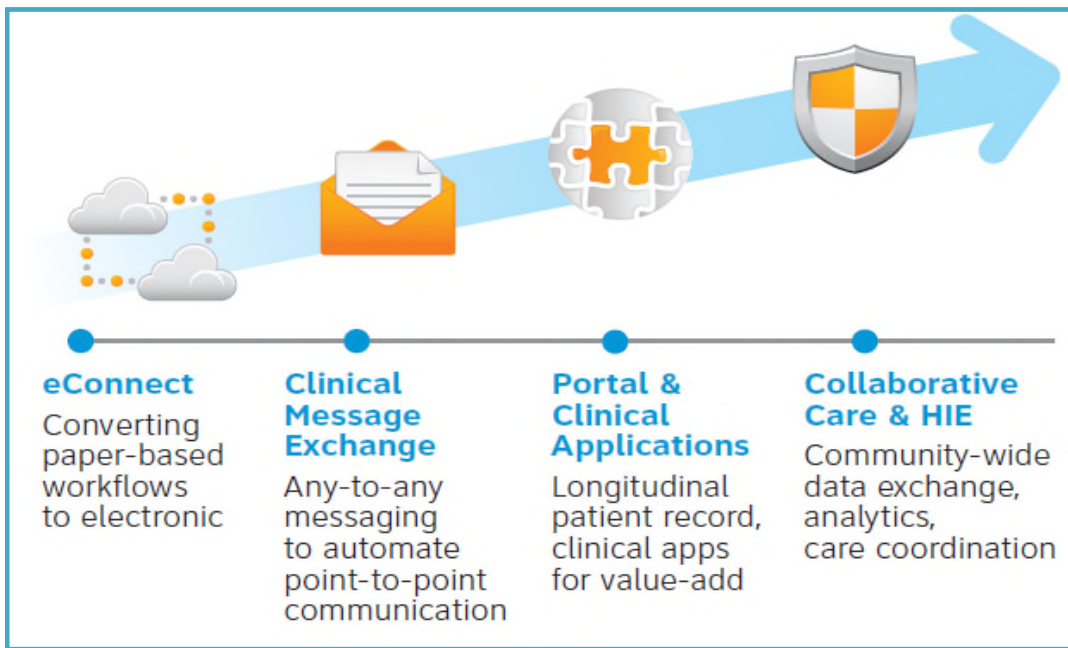 eConnect
Converting
paper-based
workflows
to electronic
Clinical
Message
Exchange
Any-to-any
messaging
to automate
point-to-point
communication
Portal &
Clinical
Applications
Longitudinal
patient record,
clinical apps
for value-add
Collaborative
Care & HIE
Community-wide
data exchange,
analytics,
care coordination